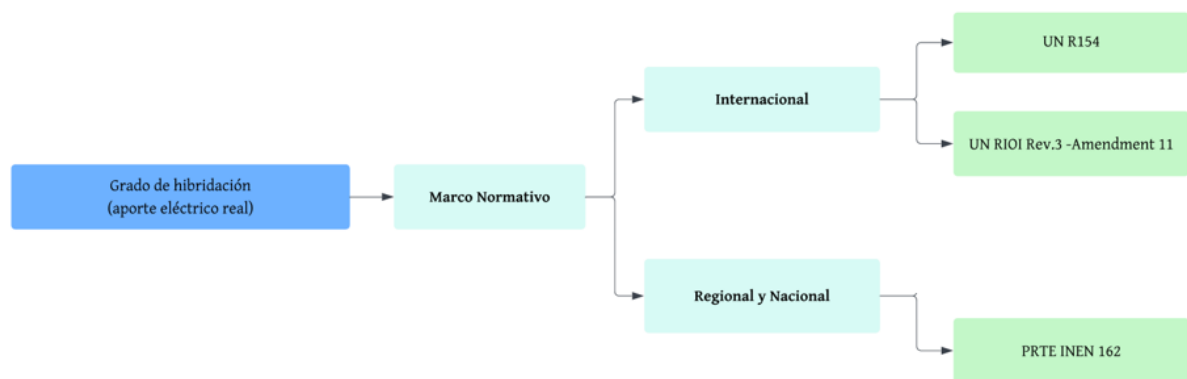 Grado de hibridación
(aporte eléctrico real)
Marco Normativo
Internacional
UN R154
UN RIOI Rev.3 -Amendment 11
Regional y Nacional
PRTE INEN 162